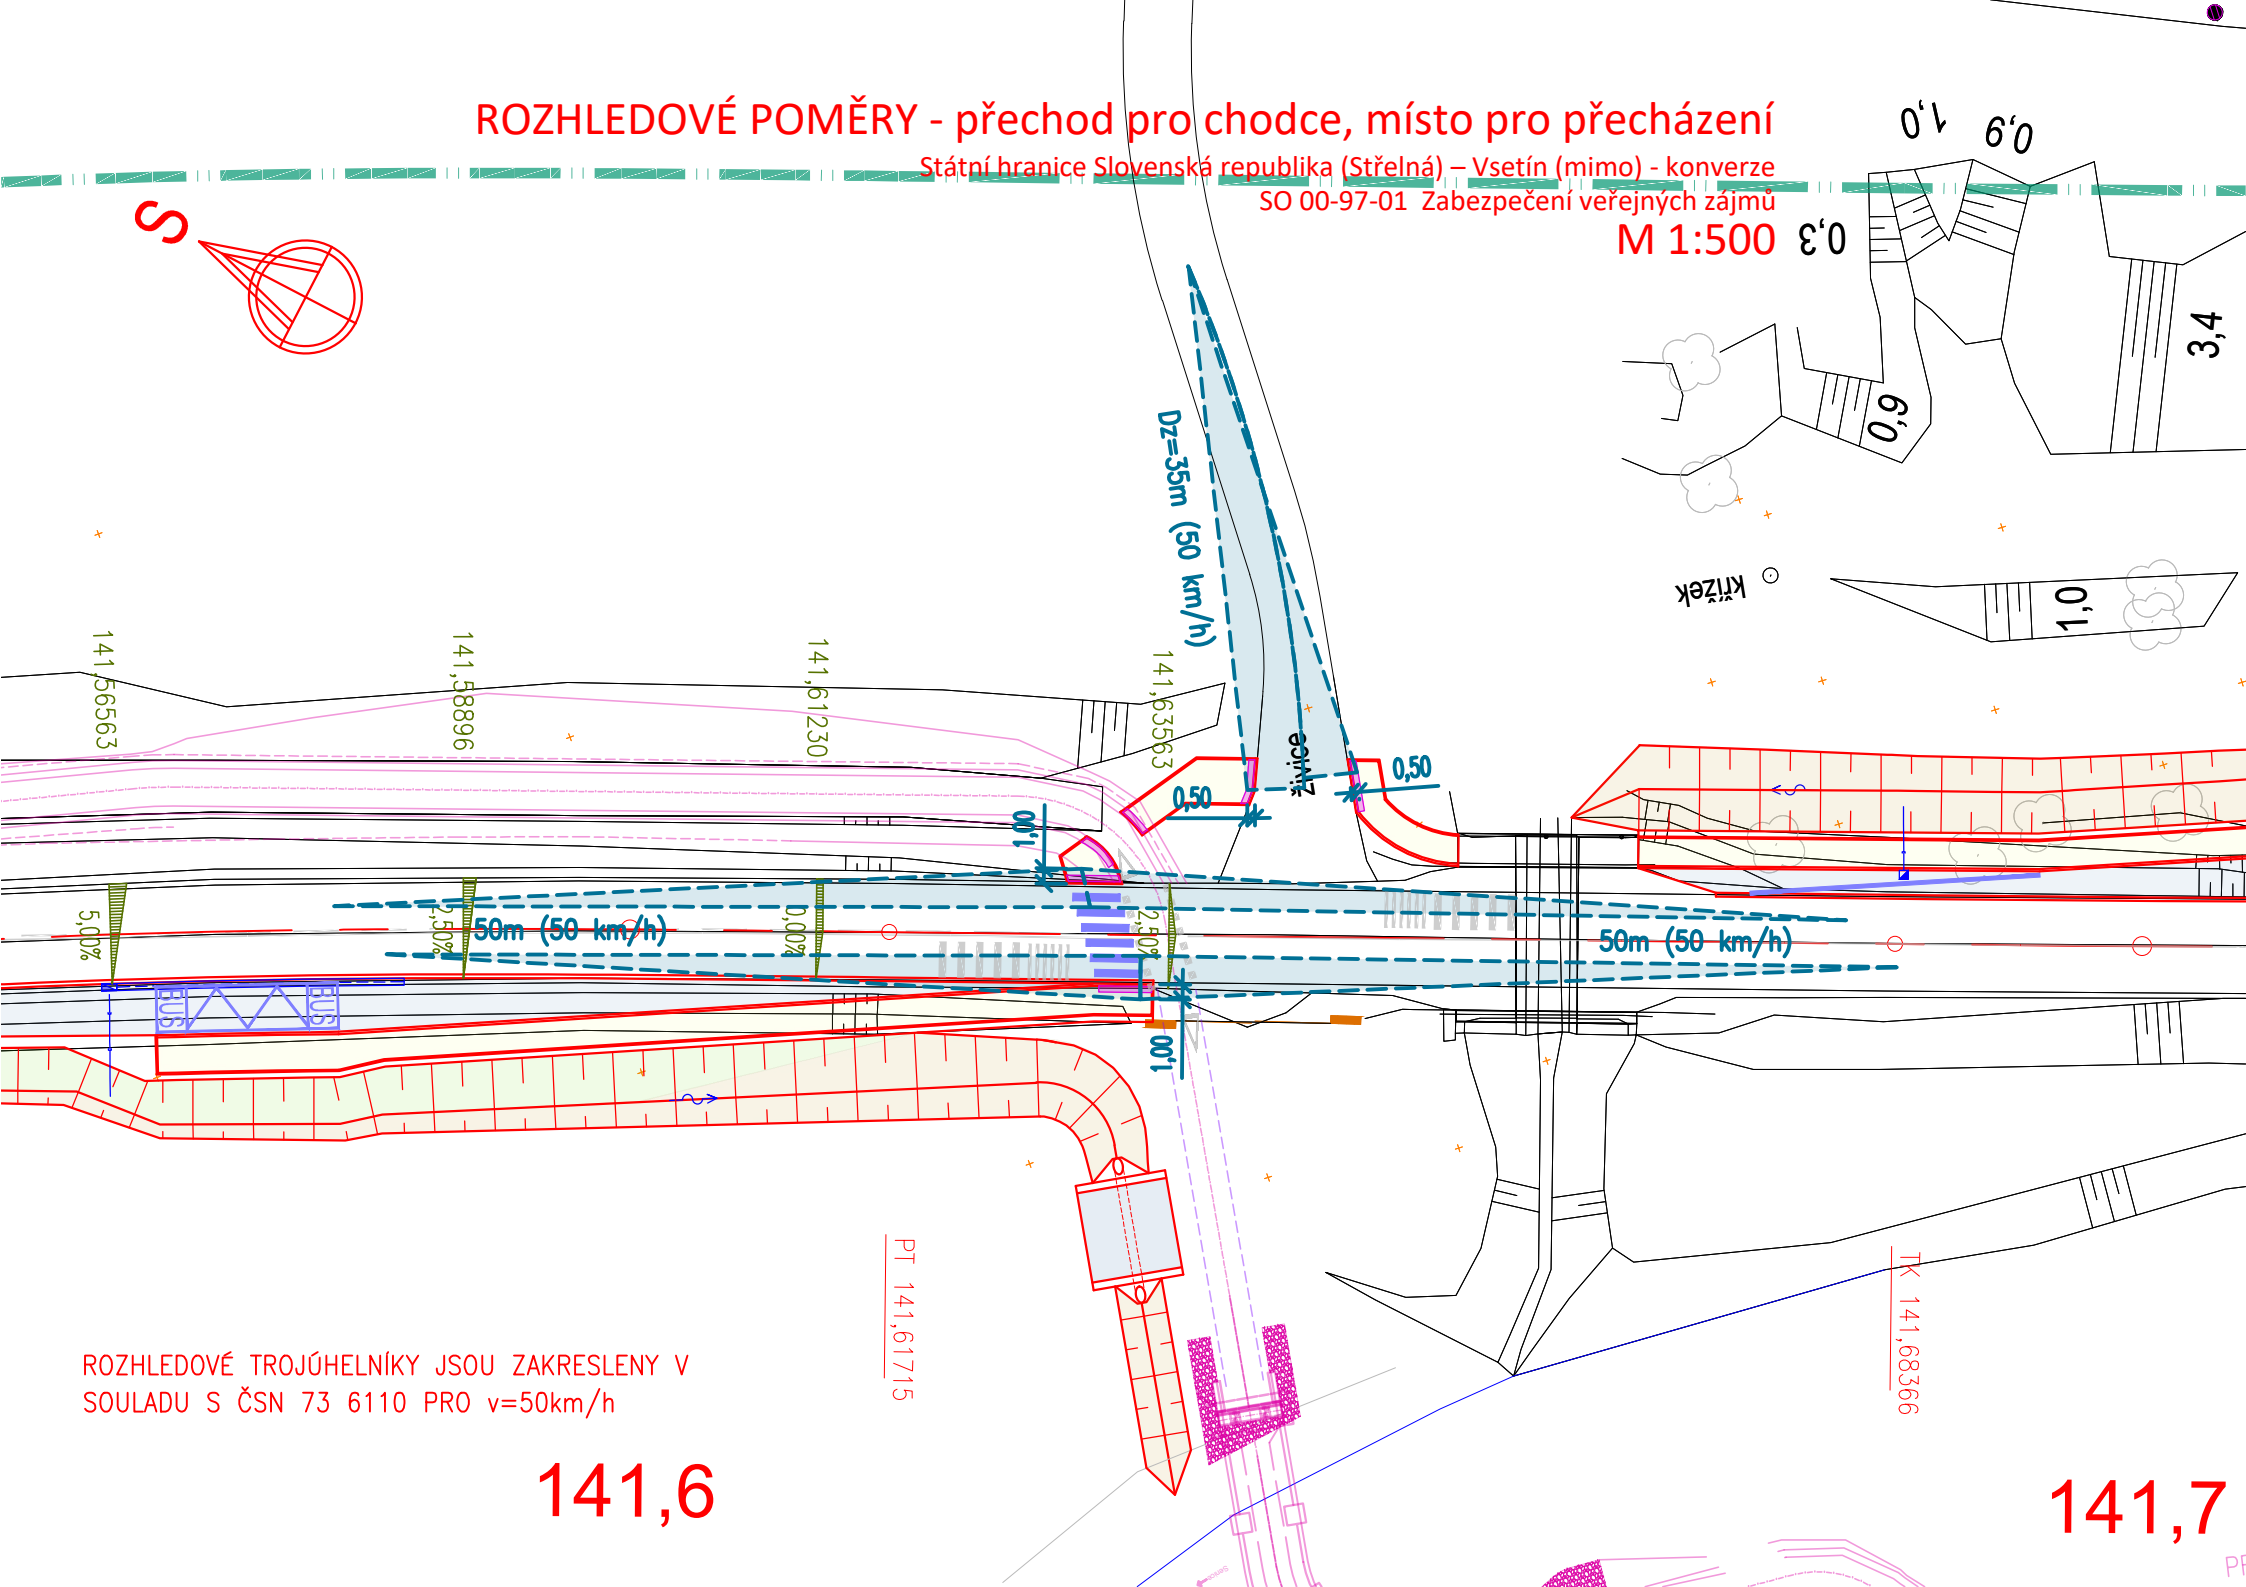 ROZHLEDOVÉ POMĚRY - přechod pro chodce, místo pro přecházení
Státní hranice Slovenská republika (Střelná) – Vsetín (mimo) - konverze
SO 00-97-01 Zabezpečení veřejných zájmů
M 1:500
S
1,0
0,9
0,3
3,4
0,9
křížek
1,0
Dz=35m (50 km/h)
141,56563
141,58896
141,61230
141,63563
živice
0,50
0,50
1,00
5,00%
2,50%
0,00%
2,50%
50m (50 km/h)
50m (50 km/h)
BUS
BUS
1,00
PT 141,61715
TK 141,68366
ROZHLEDOVÉ TROJÚHELNÍKY JSOU ZAKRESLENY V
SOULADU S ČSN 73 6110 PRO v=50km/h
141,6
141,7